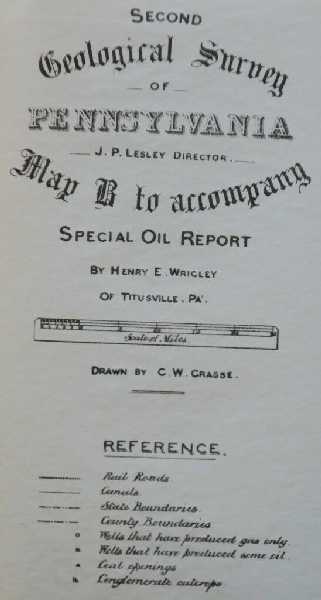 SECOND
Geological Survey
OF
PENNSYLVANIA
J. P. LESLEY DIRECTOR.
Map B to accompany
SPECIAL OIL REPORT
BY HENRY E. WRIGLEY
OF TITUSVILLE. PA.
Scale of Miles
DRAWN BY C. W. GRASSE.
REFERENCE.
Rail Roads
Canals
State Boundaries.
County Boundaries
Wells that have produced gas only.
Wells that have produced some oil.
Coal openings
Conglomerate outcrops